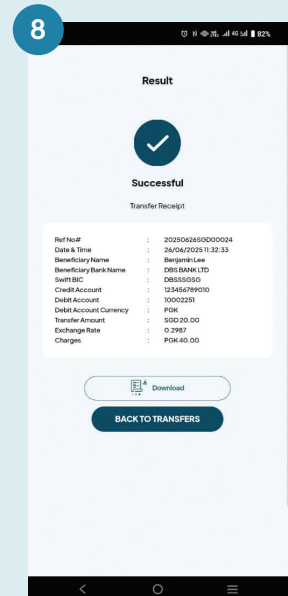 8
4G 82%
Result
Successful
Transfer Receipt
Ref No# : 20250626SGD00024
Date & Time : 26/06/2025 11:32:33
Beneficiary Name : Benjamin Lee
Beneficiary Bank Name : DBS BANK LTD
Swift BIC : DBSSSGSG
Credit Account : 123456789010
Debit Account : 10002251
Debit Account Currency : PGK
Transfer Amount : SGD 20.00
Exchange Rate : 0.2987
Charges : PGK 40.00
Download
BACK TO TRANSFERS